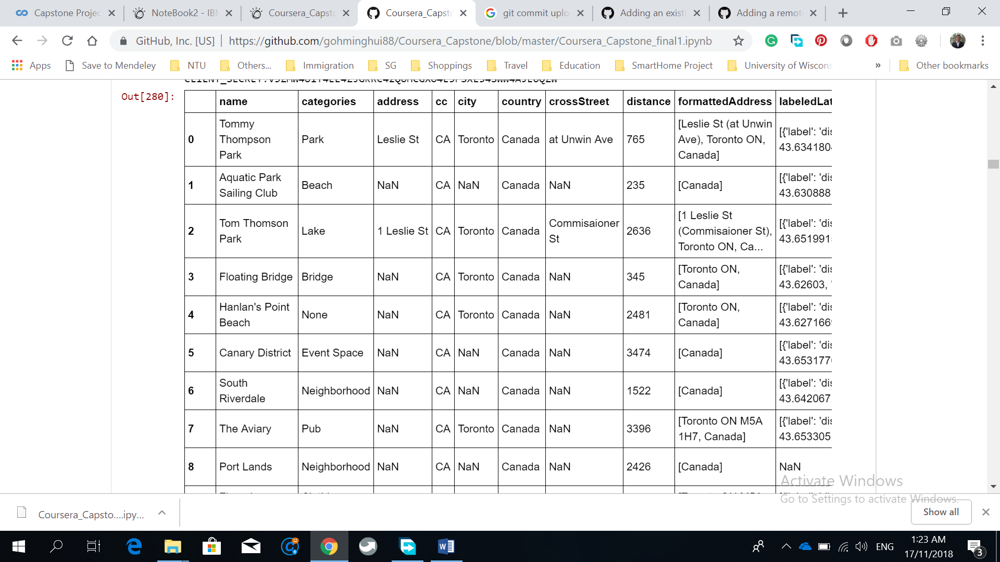 Capstone Projec
NoteBook2 - IBM
Coursera_Capsto
Coursera_Capsto
git commit uplo
Adding an existi
Adding a remot
GitHub, Inc. [US]
https://github.com/gohminghui88/Coursera_Capstone/blob/master/Coursera_Capstone_final1.ipynb
Apps Save to Mendeley NTU Others... Immigration SG Shoppings Travel Education SmartHome Project University of Wiscons » Other bookmarks
Out[280]:
name categories address cc city country crossStreet distance formattedAddress labeledLat
0 Tommy Thompson Park Park Leslie St CA Toronto Canada at Unwin Ave 765 [Leslie St (at Unwin Ave), Toronto ON, Canada] [{'label': 'dis 43.634180
1 Aquatic Park Sailing Club Beach NaN CA NaN Canada NaN 235 [Canada] [{'label': 'dis 43.630888
2 Tom Thomson Park Lake 1 Leslie St CA Toronto Canada Commisaioner St 2636 [1 Leslie St (Commisaioner St), Toronto ON, Ca... [{'label': 'dis 43.651991
3 Floating Bridge Bridge NaN CA Toronto Canada NaN 345 [Toronto ON, Canada] [{'label': 'dis 43.62603, '
4 Hanlan's Point Beach None NaN CA Toronto Canada NaN 2481 [Toronto ON, Canada] [{'label': 'dis 43.627166
5 Canary District Event Space NaN CA NaN Canada NaN 3474 [Canada] [{'label': 'dis 43.653177
6 South Riverdale Neighborhood NaN CA NaN Canada NaN 1522 [Canada] [{'label': 'dis 43.642067
7 The Aviary Pub NaN CA Toronto Canada NaN 3396 [Toronto ON M5A 1H7, Canada] [{'label': 'dis 43.653305
8 Port Lands Neighborhood NaN CA NaN Canada NaN 2426 [Canada] NaN
Activate Windows
Go to Settings to activate Windows.
Coursera_Capsto....ipy...
Show all
ENG
1:23 AM
17/11/2018
3